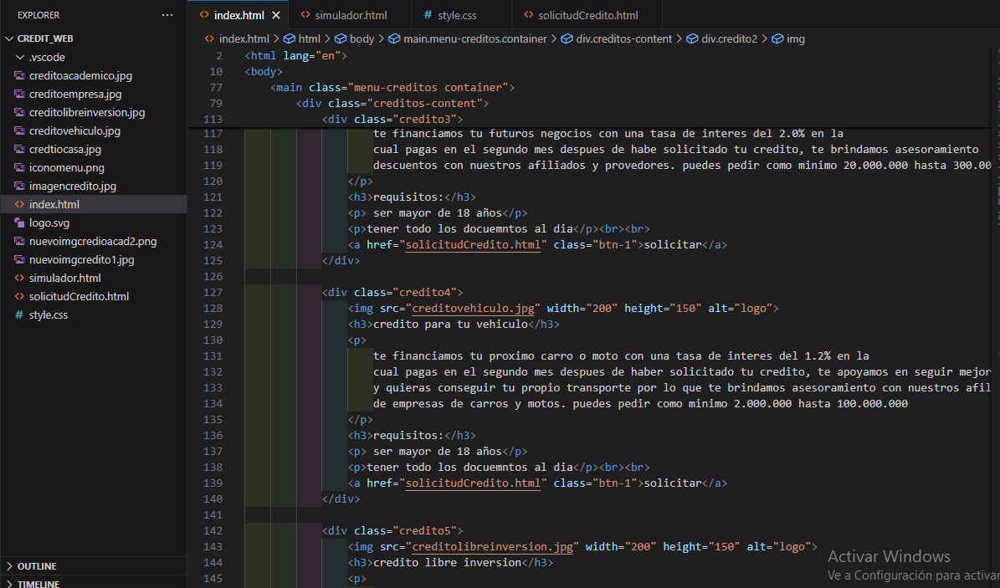 EXPLORER
CREDIT_WEB
.vscode
creditoacademico.jpg
creditoempresa.jpg
creditolibreinversion.jpg
creditovehiculo.jpg
credtiocasa.jpg
iconomenu.png
imagencredito.jpg
index.html
logo.svg
nuevoimgcredioacad2.png
nuevoimgcredito1.jpg
simulador.html
solicitudCredito.html
# style.css
OUTLINE
TIMELINE
index.html simulador.html # style.css solicitudCredito.html
index.html > html > body > main.menu-creditos.container > div.creditos-content > div.credito2 > img
2 <html lang="en">
10 <body>
77 <main class="menu-creditos container">
79 <div class="creditos-content">
113 <div class="credito3">
117 te financiamos tu futuros negocios con una tasa de interes del 2.0% en la
118 cual pagas en el segundo mes despues de habe solicitado tu credito, te brindamos asesoramiento
119 descuentos con nuestros afiliados y provedores. puedes pedir como minimo 20.000.000 hasta 300.00
120 </p>
121 <h3>requisitos:</h3>
122 <p> ser mayor de 18 años</p>
123 <p>tener todo los docuemntos al dia</p><br><br>
124 <a href="solicitudCredito.html" class="btn-1">solicitar</a>
125 </div>
126
127 <div class="credito4">
128 <img src="creditovehiculo.jpg" width="200" height="150" alt="logo">
129 <h3>credito para tu vehiculo</h3>
130 <p>
131 te financiamos tu proximo carro o moto con una tasa de interes del 1.2% en la
132 cual pagas en el segundo mes despues de haber solicitado tu credito, te apoyamos en seguir mejor
133 y quieras conseguir tu propio transporte por lo que te brindamos asesoramiento con nuestros afil
134 de empresas de carros y motos. puedes pedir como minimo 2.000.000 hasta 100.000.000
135 </p>
136 <h3>requisitos:</h3>
137 <p> ser mayor de 18 años</p>
138 <p>tener todo los docuemntos al dia</p><br><br>
139 <a href="solicitudCredito.html" class="btn-1">solicitar</a>
140 </div>
141
142 <div class="credito5">
143 <img src="creditolibreinversion.jpg" width="200" height="150" alt="logo">
144 <h3>credito libre inversion</h3>
145 <p>
Activar Windows
Ve a Configuración para activar